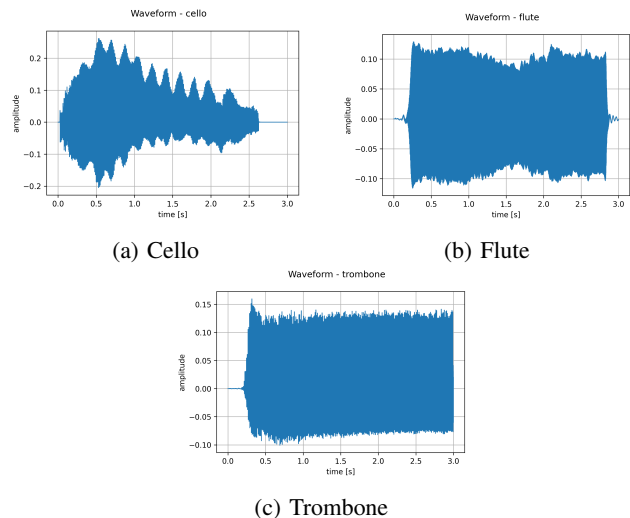 Waveform - cello
0.2
0.1
0.0
−0.1
−0.2
amplitude
0.0 0.5 1.0 1.5 2.0 2.5 3.0
time [s]
(a) Cello
Waveform - flute
0.10
0.05
0.00
−0.05
−0.10
amplitude
0.0 0.5 1.0 1.5 2.0 2.5 3.0
time [s]
(b) Flute
Waveform - trombone
0.15
0.10
0.05
0.00
−0.05
−0.10
amplitude
0.0 0.5 1.0 1.5 2.0 2.5 3.0
time [s]
(c) Trombone